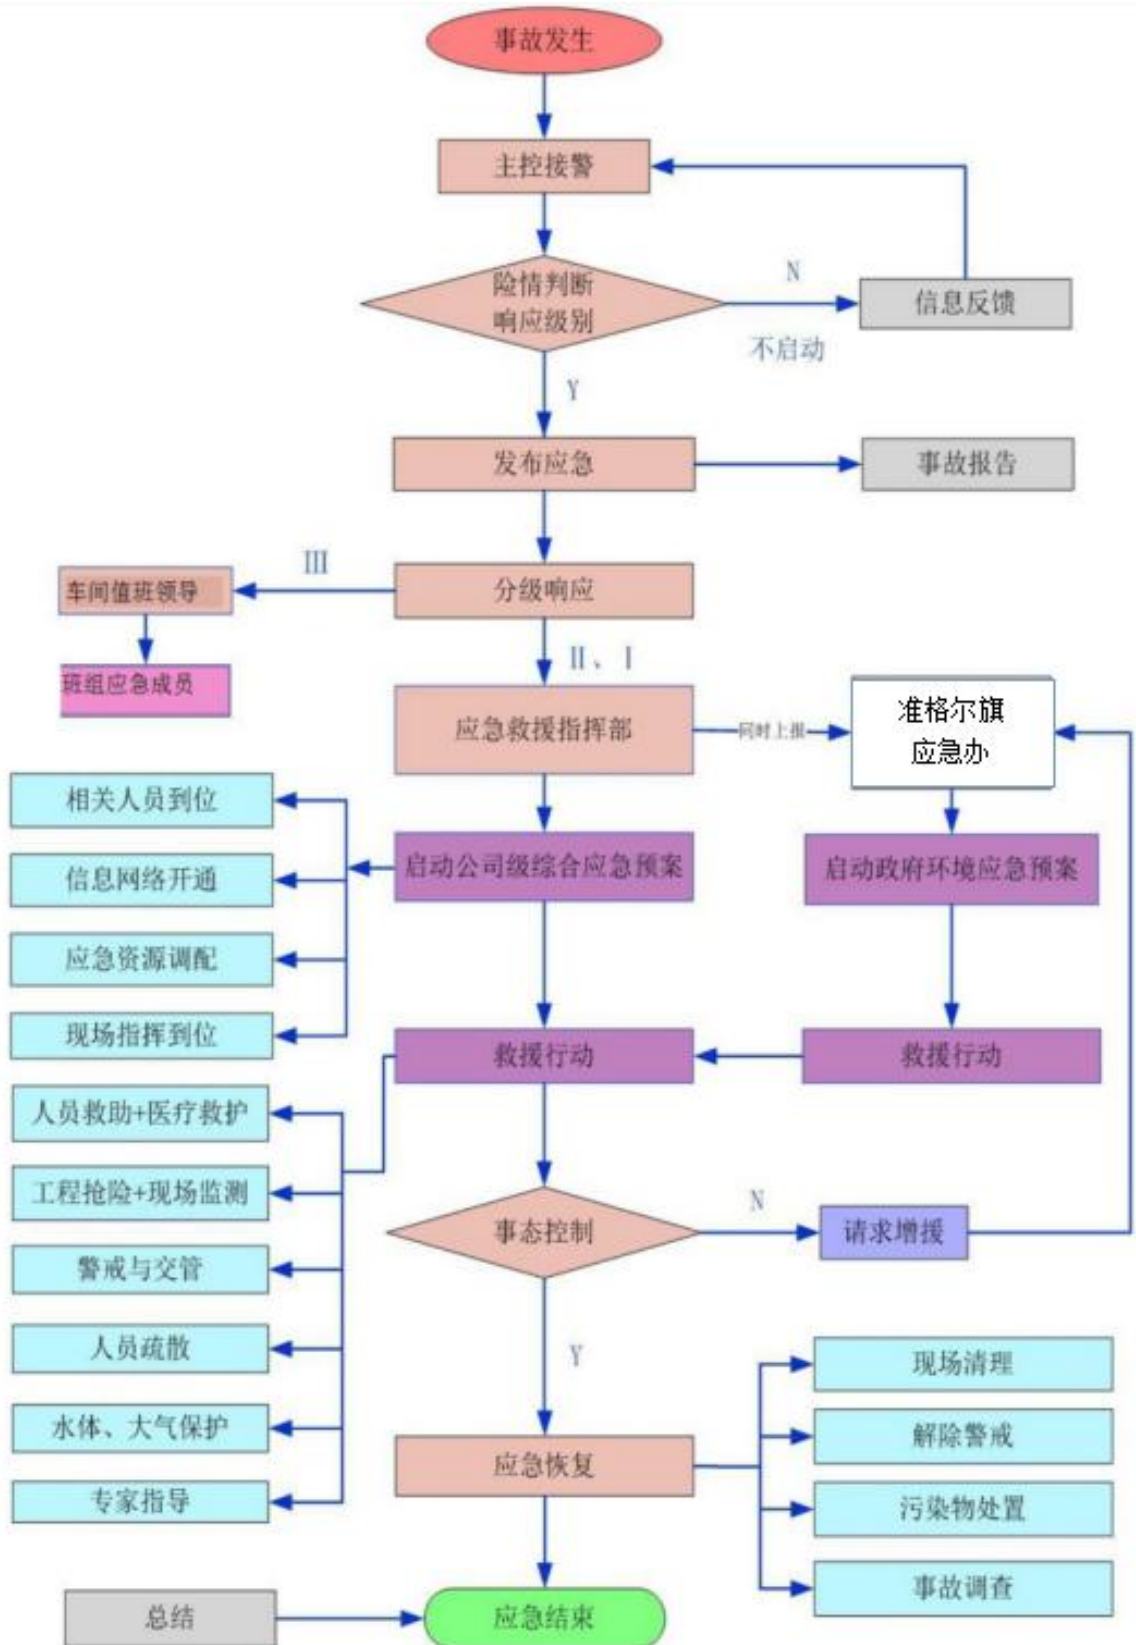 事故发生
主控接警
险情判断
响应级别
N
不启动
信息反馈
Y
发布应急
事故报告
分级响应
III
车间值班领导
班组应急成员
II、I
应急救援指挥部
同时上报
准格尔旗
应急办
启动公司级综合应急预案
启动政府环境应急预案
相关人员到位
信息网络开通
应急资源调配
现场指挥到位
救援行动
救援行动
人员救助+医疗救护
工程抢险+现场监测
警戒与交管
人员疏散
水体、大气保护
专家指导
事态控制
N
请求增援
Y
应急恢复
现场清理
解除警戒
污染物处置
事故调查
总结
应急结束